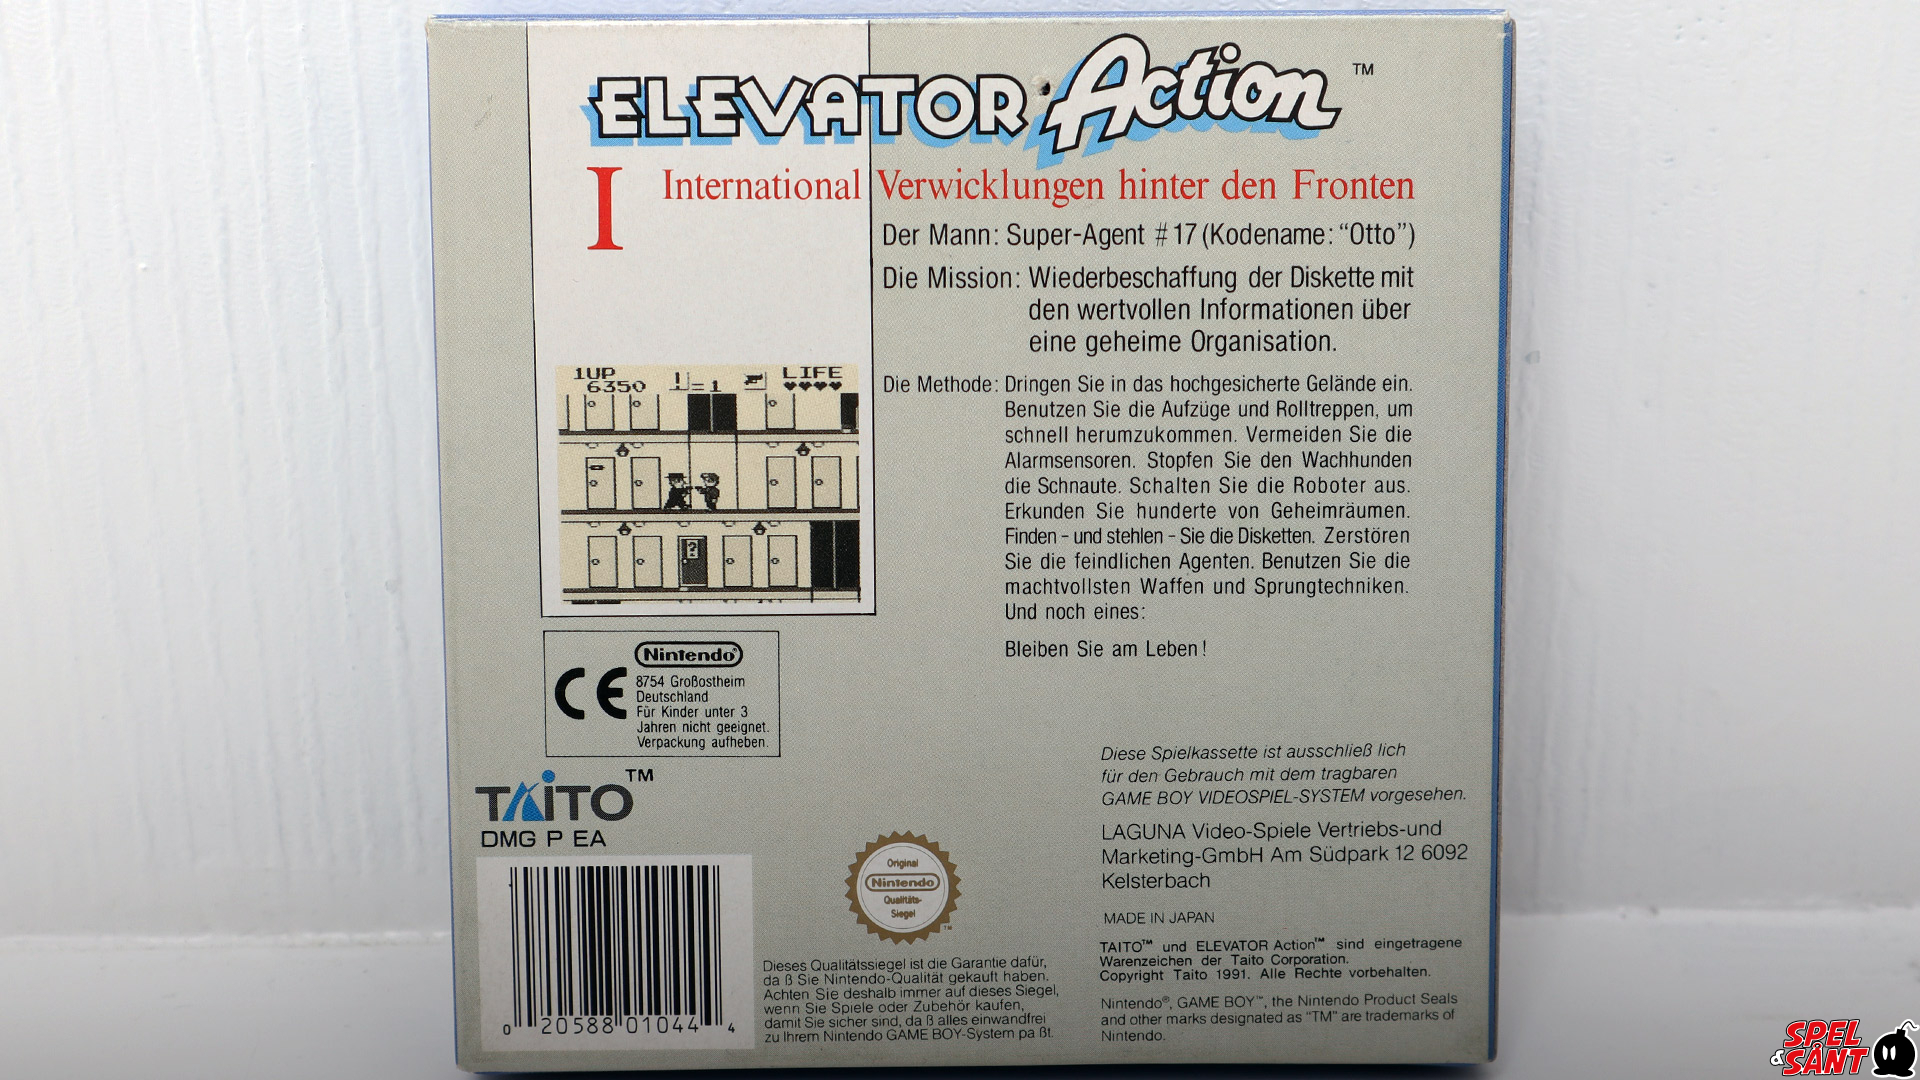 ELEVATOR Action™
I International Verwicklungen hinter den Fronten
Der Mann: Super-Agent #17 (Kodename: “Otto”)
Die Mission: Wiederbeschaffung der Diskette mit
den wertvollen Informationen über
eine geheime Organisation.
1UP
6350 =1 LIFE
Die Methode: Dringen Sie in das hochgesicherte Gelände ein.
Benutzen Sie die Aufzüge und Rolltreppen, um
schnell herumzukommen. Vermeiden Sie die
Alarmsensoren. Stopfen Sie den Wachhunden
die Schnaute. Schalten Sie die Roboter aus.
Erkunden Sie hunderte von Geheimräumen.
Finden – und stehlen – Sie die Disketten. Zerstören
Sie die feindlichen Agenten. Benutzen Sie die
machtvollsten Waffen und Sprungtechniken.
Und noch eines:
Bleiben Sie am Leben!
?
CE
Nintendo®
8754 Großostheim
Deutschland
Für Kinder unter 3
Jahren nicht geeignet.
Verpackung aufheben.
TAITO™
DMG P EA
0 20588 01044 4
Original
Nintendo
Qualitäts-
Siegel
™
Dieses Qualitätssiegel ist die Garantie dafür,
da ß Sie Nintendo-Qualität gekauft haben.
Achten Sie deshalb immer auf dieses Siegel,
wenn Sie Spiele oder Zubehör kaufen,
damit Sie sicher sind, da ß alles einwandfrei
zu Ihrem Nintendo GAME BOY-System pa ßt.
Diese Spielkassette ist ausschließ lich
für den Gebrauch mit dem tragbaren
GAME BOY VIDEOSPIEL-SYSTEM vorgesehen.
LAGUNA Video-Spiele Vertriebs-und
Marketing-GmbH Am Südpark 12 6092
Kelsterbach
MADE IN JAPAN
TAITO™ und ELEVATOR Action™ sind eingetragene
Warenzeichen der Taito Corporation.
Copyright Taito 1991. Alle Rechte vorbehalten.
Nintendo®, GAME BOY™, the Nintendo Product Seals
and other marks designated as “TM” are trademarks of
Nintendo.
SPEL
& SÅNT